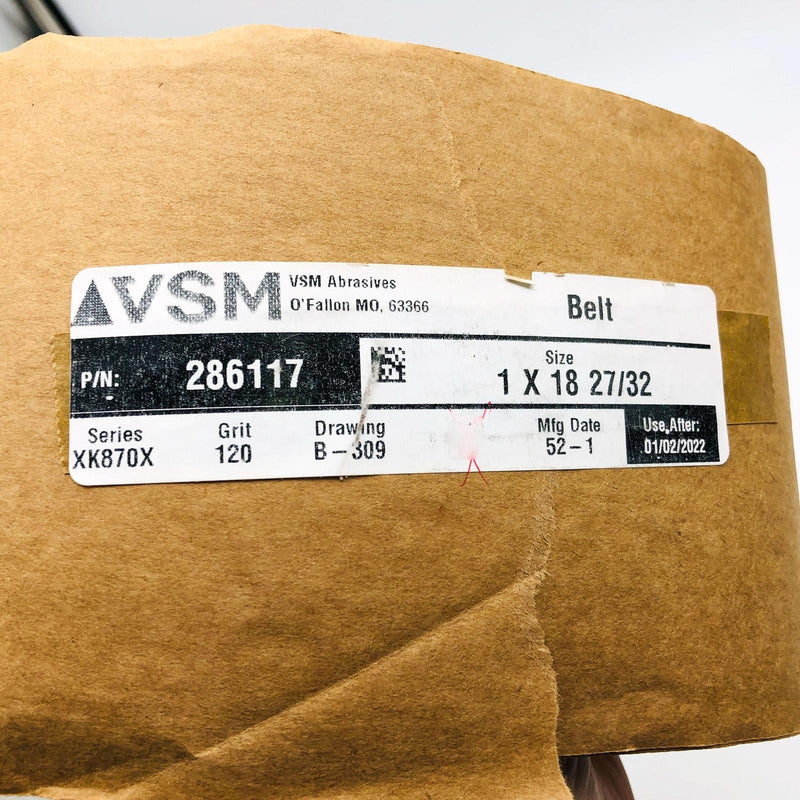 VSM
VSM Abrasives
O'Fallon MO, 63366
Belt
P/N: 286117
Size
1 X 18 27/32
Series
XK870X
Grit
120
Drawing
B-309
Mfg Date
52-1
Use After:
01/02/2022